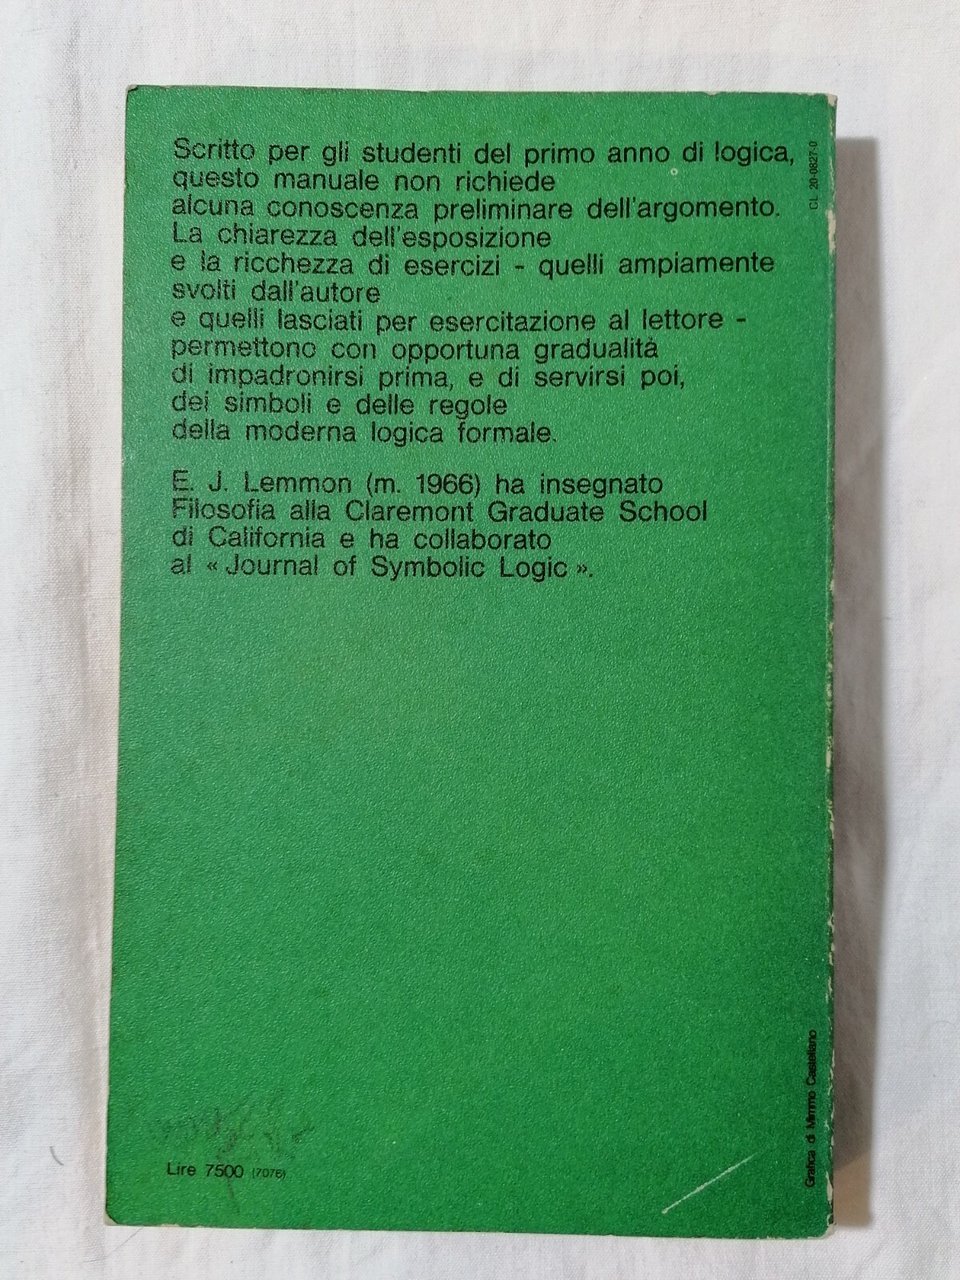 Scritto per gli studenti del primo anno di logica,
questo manuale non richiede
alcuna conoscenza preliminare dell'argomento.
La chiarezza dell'esposizione
e la ricchezza di esercizi - quelli ampiamente
svolti dall'autore
e quelli lasciati per esercitazione al lettore -
permettono con opportuna gradualità
di impadronirsi prima, e di servirsi poi,
dei simboli e delle regole
della moderna logica formale.
E. J. Lemmon (m. 1966) ha insegnato
Filosofia alla Claremont Graduate School
di California e ha collaborato
al « Journal of Symbolic Logic ».
CL 20-0827-0
Grafica di Mimmo Castellano
Lire 7500 (7076)